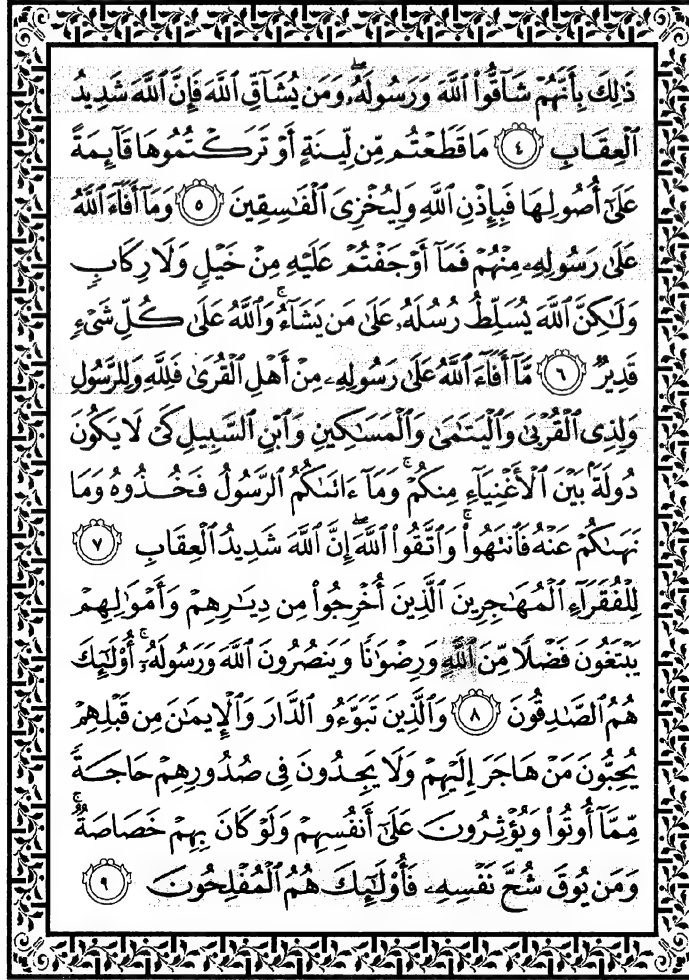 ذَٰلِكَ بِأَنَّهُمۡ شَآقُّواْ ٱللَّهَ وَرَسُولَهُۥۖ وَمَن يُشَآقِّ ٱللَّهَ فَإِنَّ ٱللَّهَ شَدِيدُ
ٱلۡعِقَابِ ٤ مَا قَطَعۡتُم مِّن لِّينَةٍ أَوۡ تَرَكۡتُمُوهَا قَآئِمَةً
عَلَىٰٓ أُصُولِهَا فَبِإِذۡنِ ٱللَّهِ وَلِيُخۡزِيَ ٱلۡفَٰسِقِينَ ٥ وَمَآ أَفَآءَ ٱللَّهُ
عَلَىٰ رَسُولِهِۦ مِنۡهُمۡ فَمَآ أَوۡجَفۡتُمۡ عَلَيۡهِ مِنۡ خَيۡلٖ وَلَا رِكَابٖ
وَلَٰكِنَّ ٱللَّهَ يُسَلِّطُ رُسُلَهُۥ عَلَىٰ مَن يَشَآءُۚ وَٱللَّهُ عَلَىٰ كُلِّ شَيۡءٖ
قَدِيرٞ ٦ مَّآ أَفَآءَ ٱللَّهُ عَلَىٰ رَسُولِهِۦ مِنۡ أَهۡلِ ٱلۡقُرَىٰ فَلِلَّهِ وَلِلرَّسُولِ
وَلِذِي ٱلۡقُرۡبَىٰ وَٱلۡيَتَٰمَىٰ وَٱلۡمَسَٰكِينِ وَٱبۡنِ ٱلسَّبِيلِ كَيۡ لَا يَكُونَ
دُولَةَۢ بَيۡنَ ٱلۡأَغۡنِيَآءِ مِنكُمۡۚ وَمَآ ءَاتَىٰكُمُ ٱلرَّسُولُ فَخُذُوهُ وَمَا
نَهَىٰكُمۡ عَنۡهُ فَٱنتَهُواْۚ وَٱتَّقُواْ ٱللَّهَۖ إِنَّ ٱللَّهَ شَدِيدُ ٱلۡعِقَابِ ٧
لِلۡفُقَرَآءِ ٱلۡمُهَٰجِرِينَ ٱلَّذِينَ أُخۡرِجُواْ مِن دِيَٰرِهِمۡ وَأَمۡوَٰلِهِمۡ
يَبۡتَغُونَ فَضۡلٗا مِّنَ ٱللَّهِ وَرِضۡوَٰنٗا وَيَنصُرُونَ ٱللَّهَ وَرَسُولَهُۥٓۚ أُوْلَٰٓئِكَ
هُمُ ٱلصَّٰدِقُونَ ٨ وَٱلَّذِينَ تَبَوَّءُو ٱلدَّارَ وَٱلۡإِيمَٰنَ مِن قَبۡلِهِمۡ
يُحِبُّونَ مَنۡ هَاجَرَ إِلَيۡهِمۡ وَلَا يَجِدُونَ فِي صُدُورِهِمۡ حَاجَةٗ
مِّمَّآ أُوتُواْ وَيُؤۡثِرُونَ عَلَىٰٓ أَنفُسِهِمۡ وَلَوۡ كَانَ بِهِمۡ خَصَاصَةٞۚ
وَمَن يُوقَ شُحَّ نَفۡسِهِۦ فَأُوْلَٰٓئِكَ هُمُ ٱلۡمُفۡلِحُونَ ٩